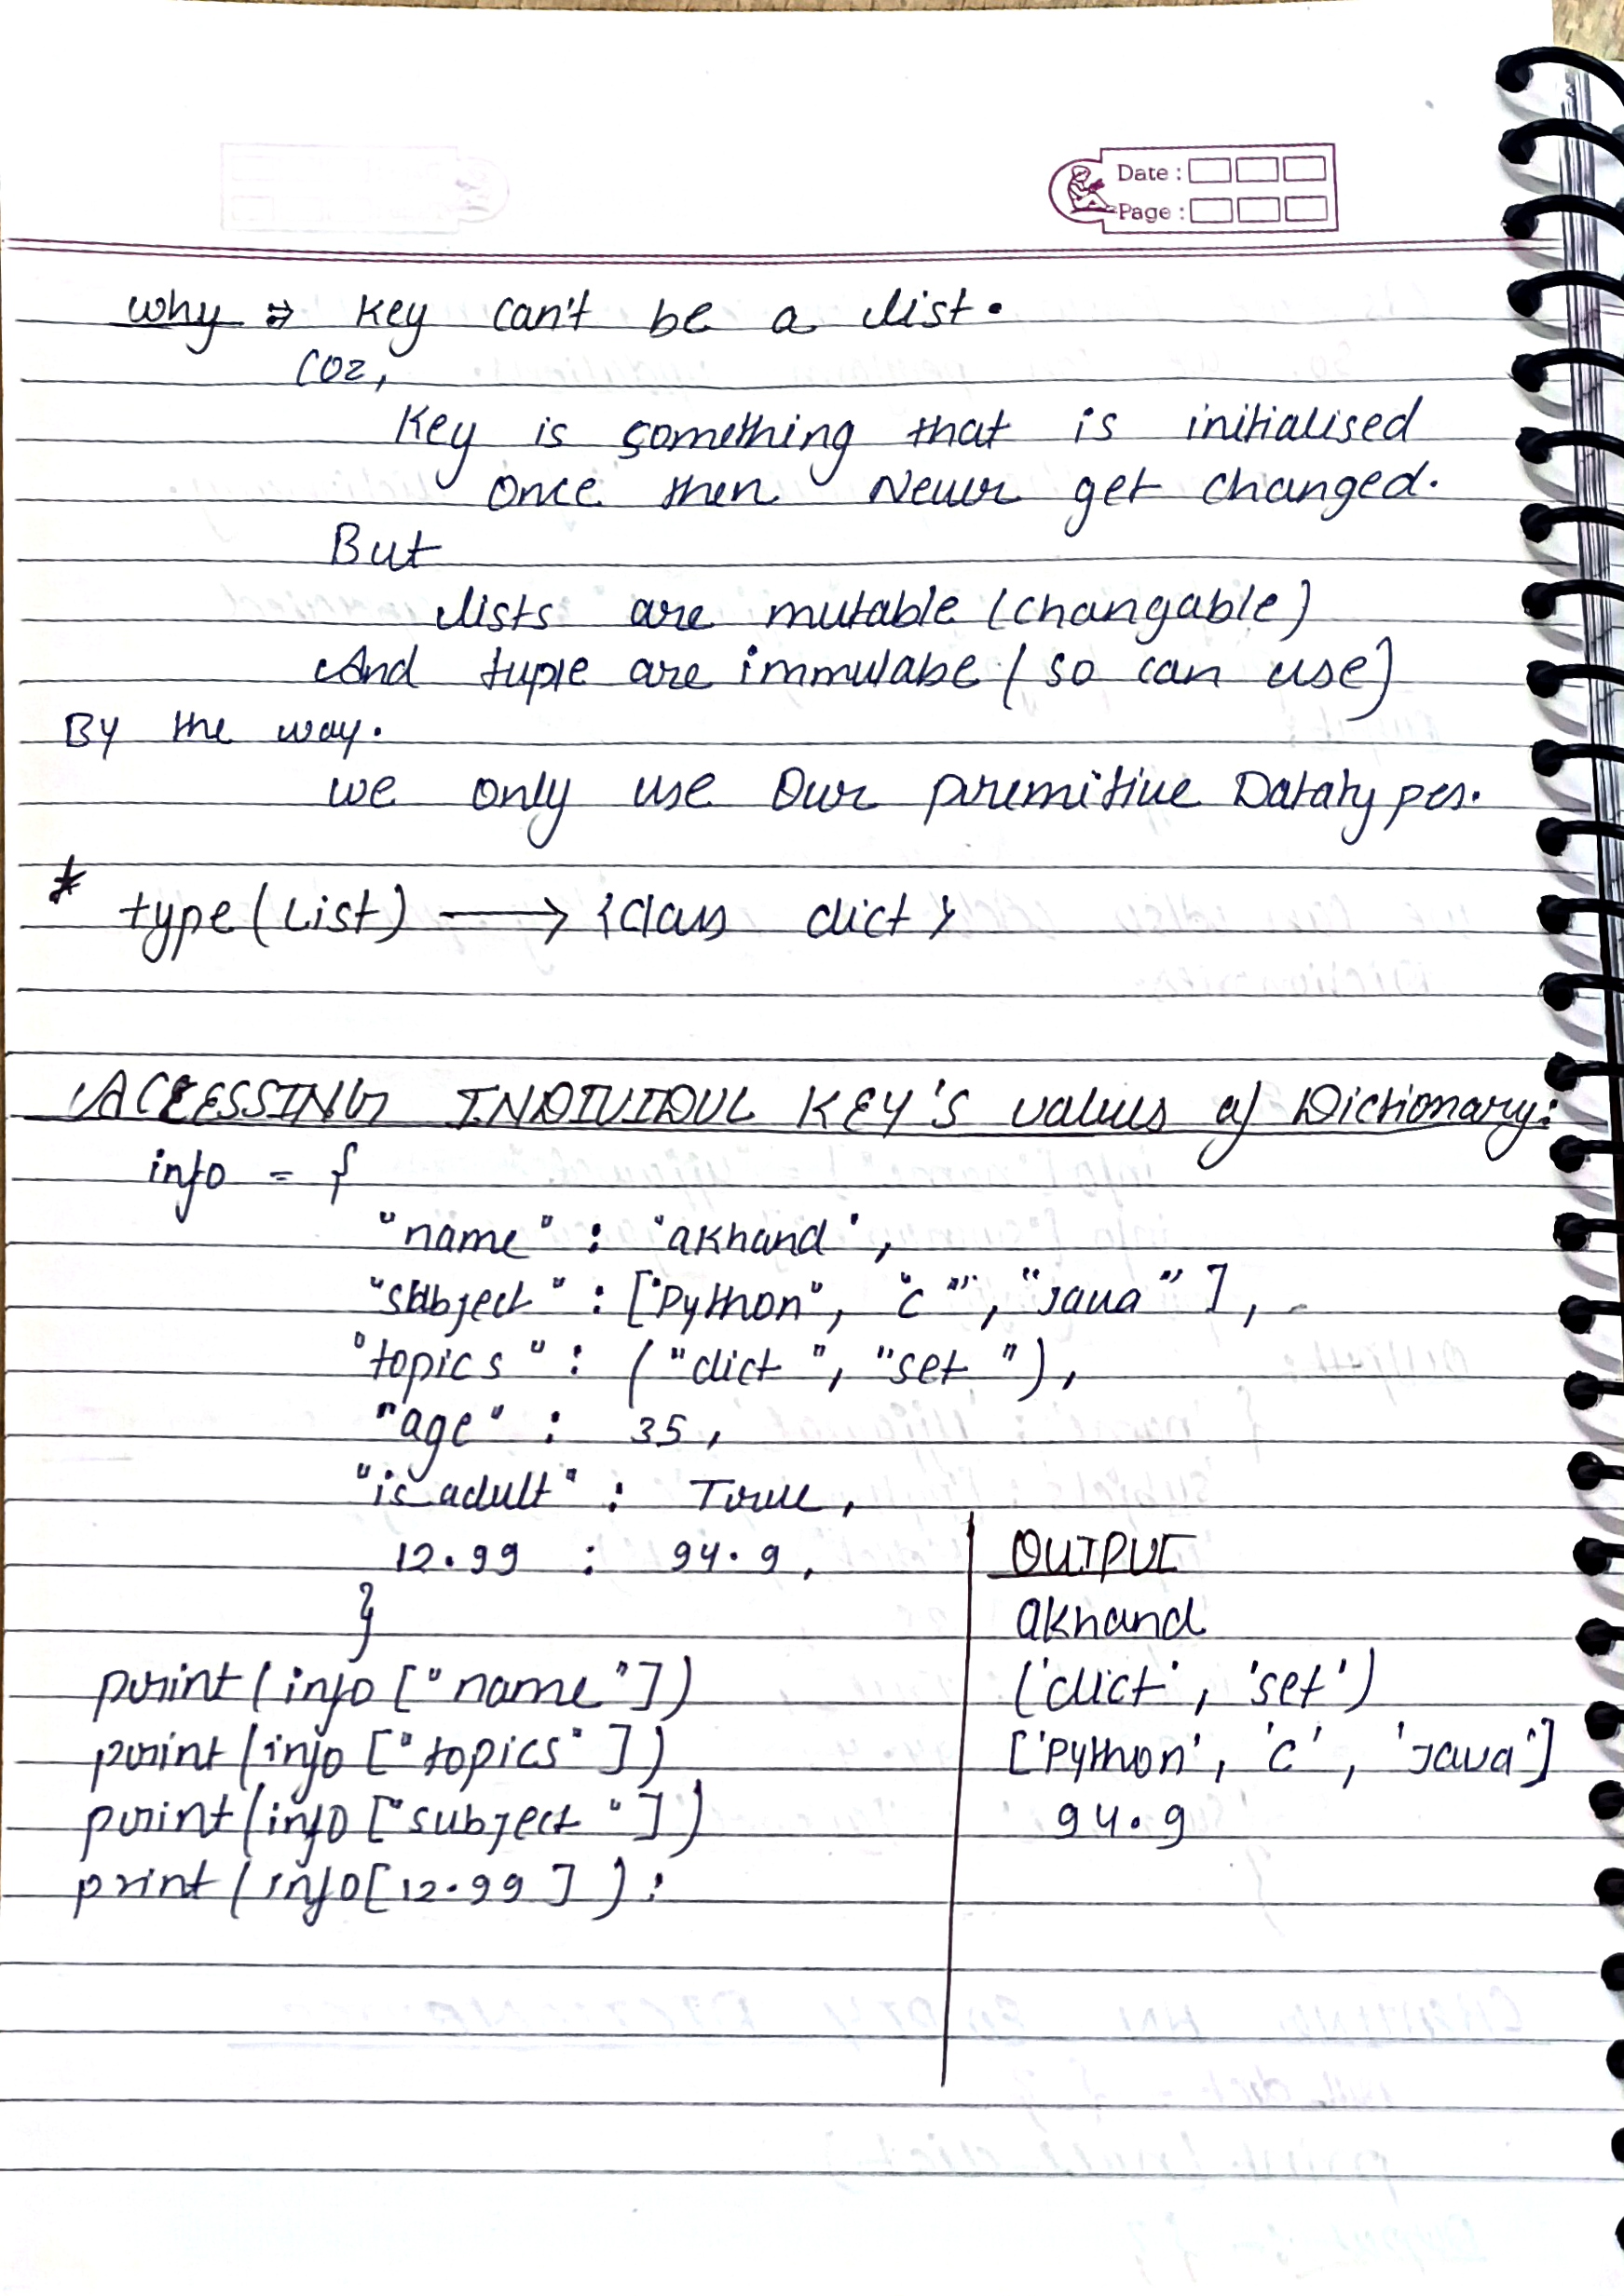 Date :
Page :
why ⇒ Key can't be a list.
Coz,
Key is something that is initialised
once then Never get changed.
But
lists are mutable (changable)
And tuple are immulabe (so can use)
By the way.
we only use Our premitive Datatypes.
* type(List) → {class dict}
ACCESSING INDIVIDUL KEY'S values of Dictionary:
info = {
"name" : "akhand",
"subject" : ["Python", "C", "Java"],
"topics" : ("dict", "set"),
"age" : 35,
"is adult" : True,
12.99 : 94.9,
}
print(info["name"])
print(info["topics"])
print(info["subject"])
print(info[12.99]):
OUTPUT
akhand
('dict', 'set')
['Python', 'C', 'Java']
94.9